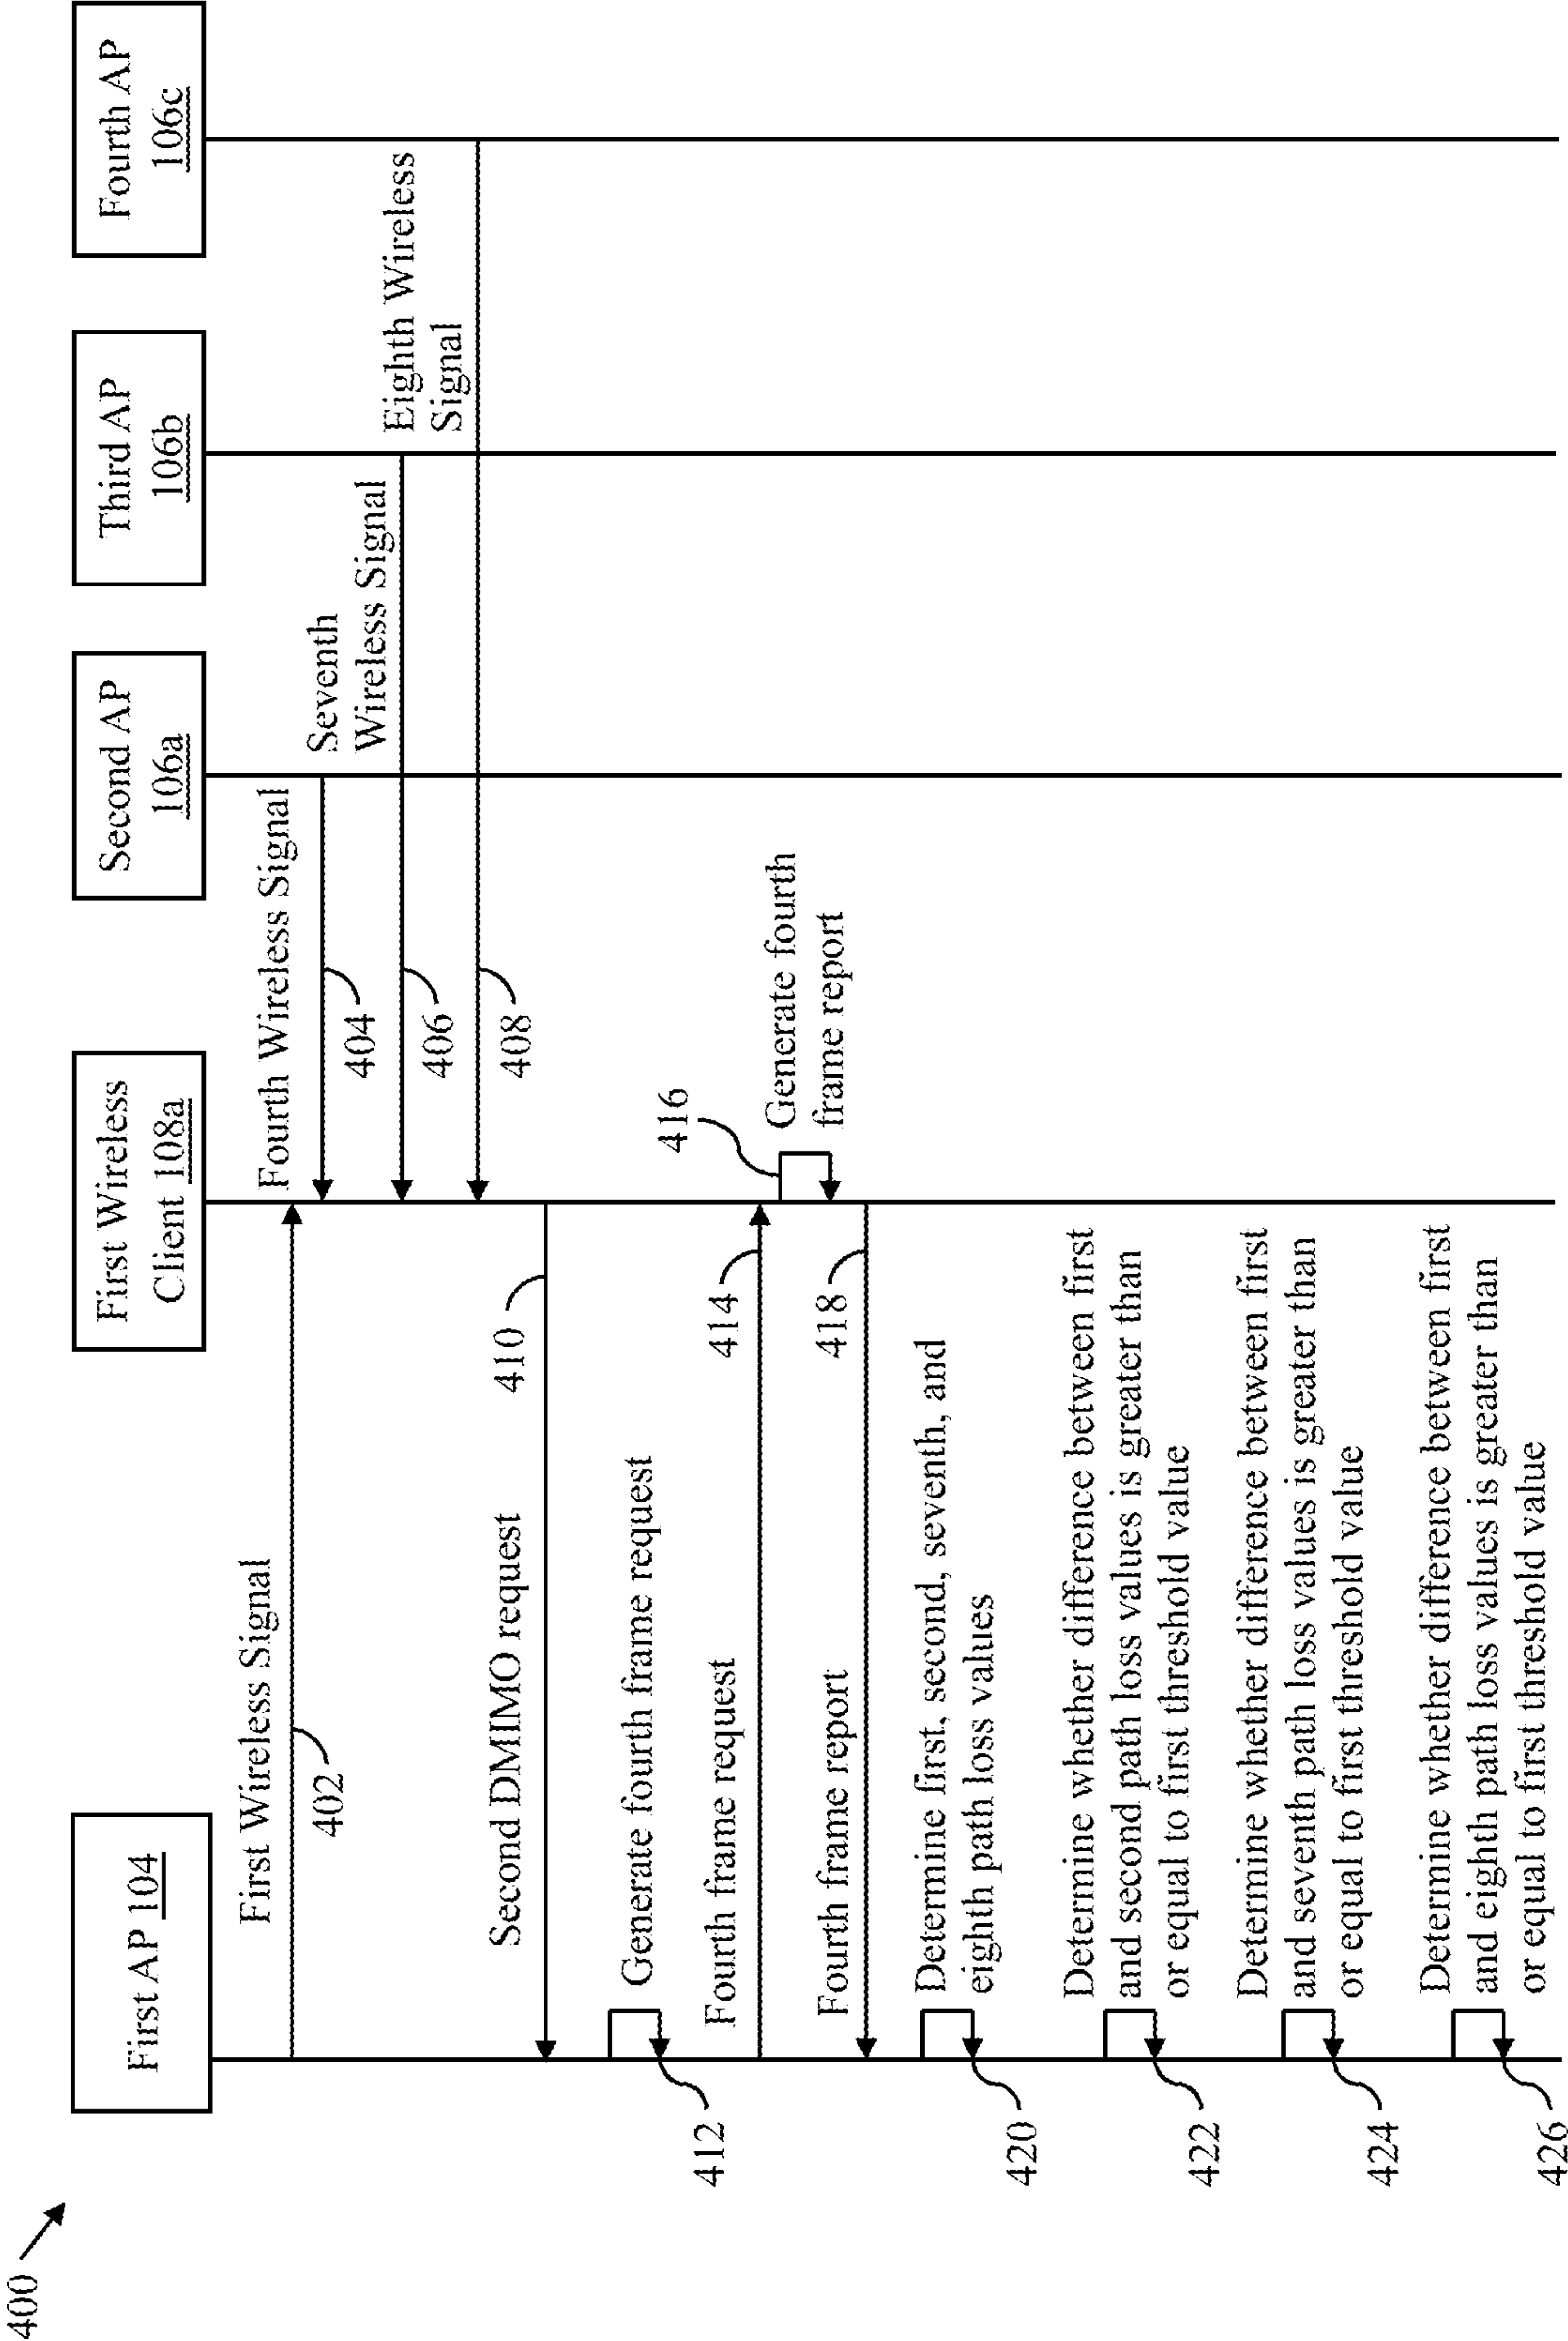 400
First AP 104
First Wireless
Client 108a
Second AP
106a
Third AP
106b
Fourth AP
106c
First Wireless Signal
402
Fourth Wireless Signal
404
Seventh
Wireless Signal
406
Eighth Wireless
Signal
408
Second DMIMO request
410
Generate fourth frame request
412
Fourth frame request
414
416
Generate fourth
frame report
Fourth frame report
418
Determine first, second, seventh, and
eighth path loss values
420
Determine whether difference between first
and second path loss values is greater than
or equal to first threshold value
422
Determine whether difference between first
and seventh path loss values is greater than
or equal to first threshold value
424
Determine whether difference between first
and eighth path loss values is greater than
or equal to first threshold value
426